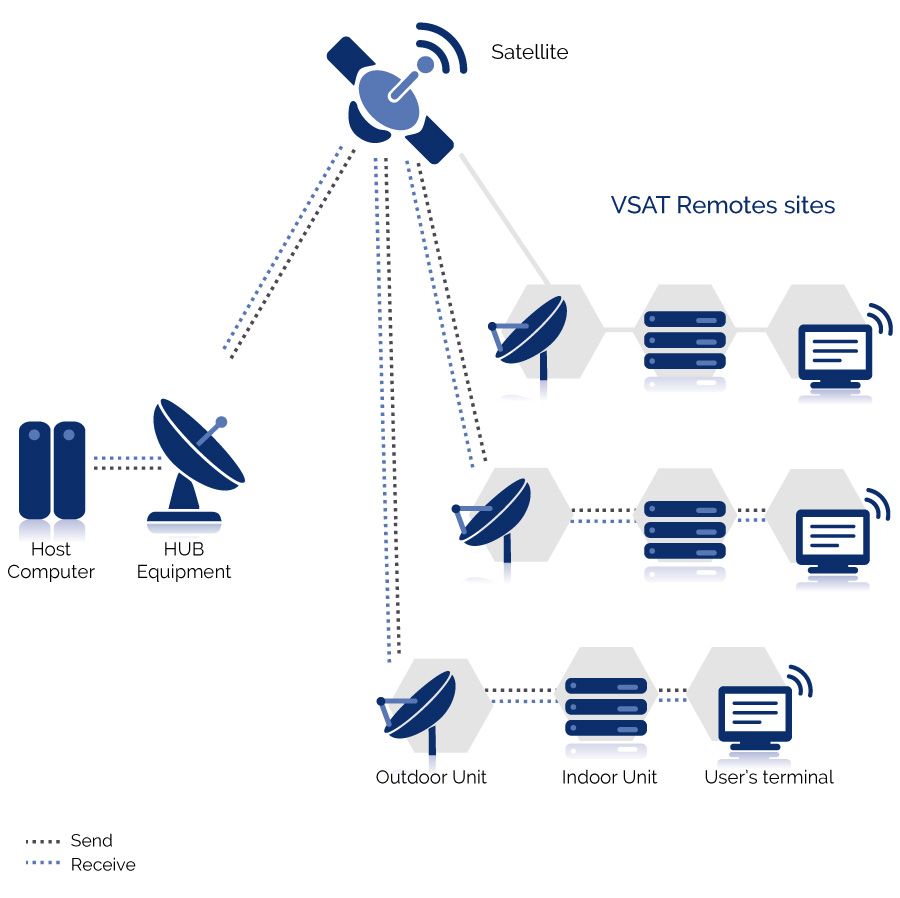 Satellite
VSAT Remotes sites
Host
Computer
HUB
Equipment
Outdoor Unit
Indoor Unit
User’s terminal
Send
Receive